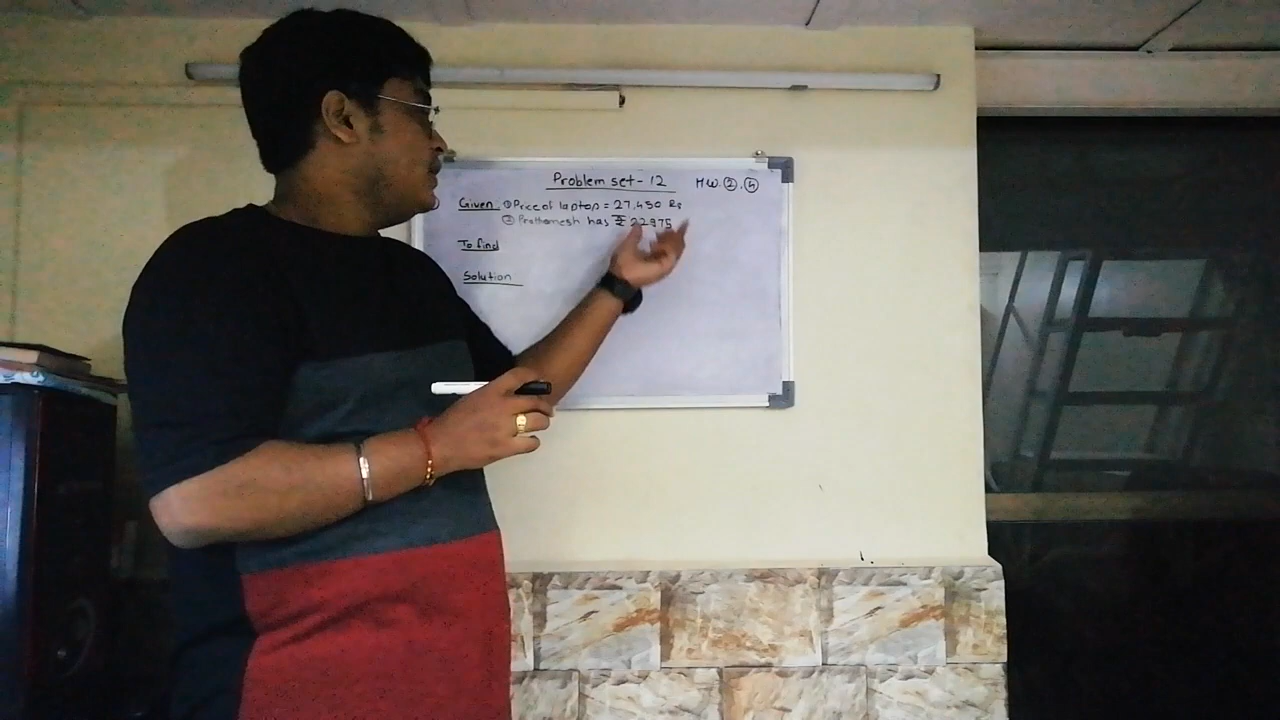 Problem set-12
HW. ②.⑤
Given: ① Price of laptop = 27,450 Rs
② Prathamesh has ₹ 22975
To find
Solution